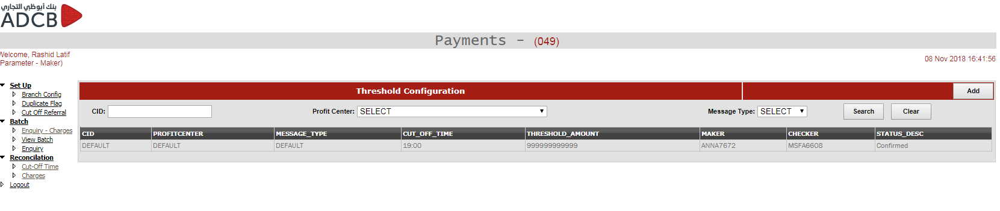 بنك أبوظبي التجاري
ADCB
Payments - (049)
Welcome, Rashid Latif
Parameter - Maker)
08 Nov 2018 16:41:56
Set Up
Branch Config
Duplicate Flag
Cut Off Referral
Batch
Enquiry - Charges
View Batch
Enquiry
Reconcilation
Cut-Off Time
Charges
Logout
Threshold Configuration Add
CID: Profit Center: SELECT Message Type: SELECT Search Clear
CID PROFITCENTER MESSAGE_TYPE CUT_OFF_TIME THRESHOLD_AMOUNT MAKER CHECKER STATUS_DESC
DEFAULT DEFAULT DEFAULT 19:00 999999999999 ANNA7672 MSFA6608 Confirmed